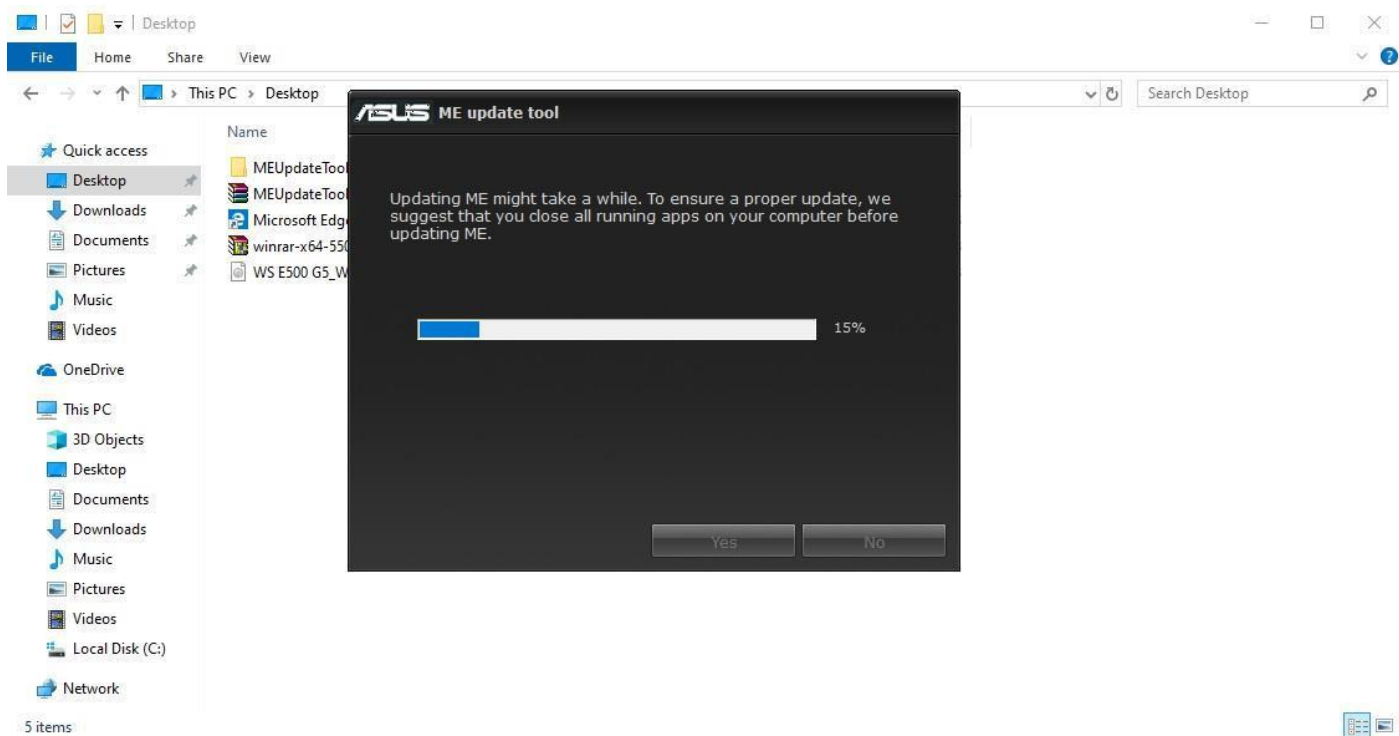 Desktop
File Home Share View
This PC > Desktop
Search Desktop
ASUS ME update tool
Name
Quick access
Desktop
Downloads
Documents
Pictures
Music
Videos
OneDrive
This PC
3D Objects
Desktop
Documents
Downloads
Music
Pictures
Videos
Local Disk (C:)
Network
MEUpdateTool
MEUpdateTool
Microsoft Edg
winrar-x64-550
WS E500 G5_W
Updating ME might take a while. To ensure a proper update, we
suggest that you close all running apps on your computer before
updating ME.
15%
Yes No
5 items